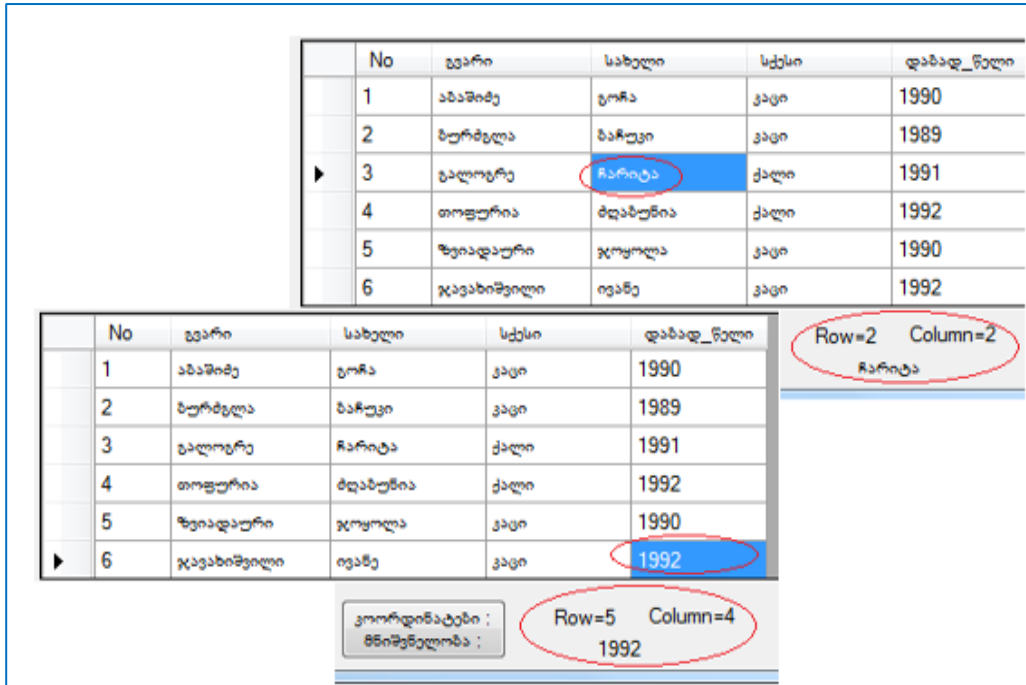 No გვარი სახელი სქესი დაბად_წელი
1 აბაშიძე გოჩა კაცი 1990
2 ბურძგლა ბაჩუკი კაცი 1989
3 გალოგრე ჩარიტა ქალი 1991
4 თოფურია ძღაბუნია ქალი 1992
5 ზვიადაური ჯოყოლა კაცი 1990
6 ჯავახიშვილი ივანე კაცი 1992
Row=2 Column=2
ჩარიტა
No გვარი სახელი სქესი დაბად_წელი
1 აბაშიძე გოჩა კაცი 1990
2 ბურძგლა ბაჩუკი კაცი 1989
3 გალოგრე ჩარიტა ქალი 1991
4 თოფურია ძღაბუნია ქალი 1992
5 ზვიადაური ჯოყოლა კაცი 1990
6 ჯავახიშვილი ივანე კაცი 1992
კოორდინატები ;
მნიშვნელობა ;
Row=5 Column=4
1992